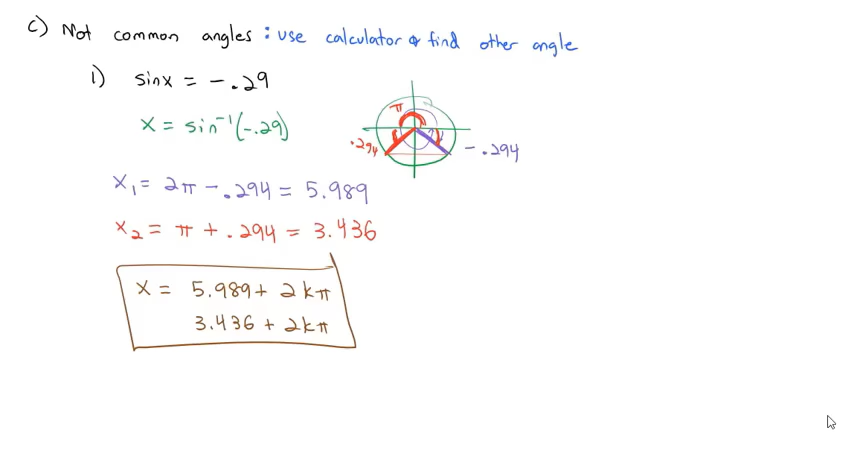 c) Not common angles : use calculator & find other angle
1) sinx = -.29
x = sin⁻¹(-.29)
π
.294
-.294
x₁ = 2π - .294 = 5.989
x₂ = π + .294 = 3.436
x = 5.989 + 2kπ
3.436 + 2kπ